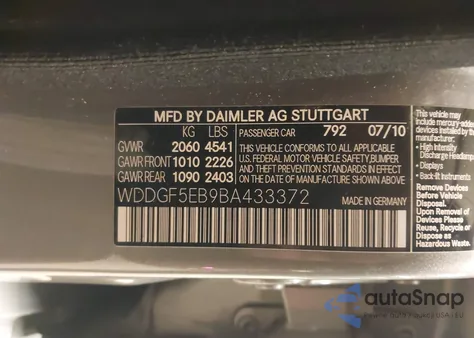 MFD BY DAIMLER AG STUTTGART
KG LBS PASSENGER CAR 792 07/10
GVWR 2060 4541 THIS VEHICLE CONFORMS TO ALL APPLICABLE
GAWR FRONT 1010 2226 U.S. FEDERAL MOTOR VEHICLE SAFETY, BUMPER
GAWR REAR 1090 2403 AND THEFT PREVENTION STANDARDS IN EFFECT
ON THE DATE OF MANUFACTURE SHOWN ABOVE.
WDDGF5EB9BA433372 MADE IN GERMANY
This vehicle may
include mercury-added
devices installed by the
• High Intensity
Discharge Headlamps
• Displays
• Back-lit Instruments
Remove Devices
Before Vehicle
Disposal.
Upon Removal of
Devices Please
Reuse, Recycle or
Dispose as
Hazardous Waste.
autoSnap